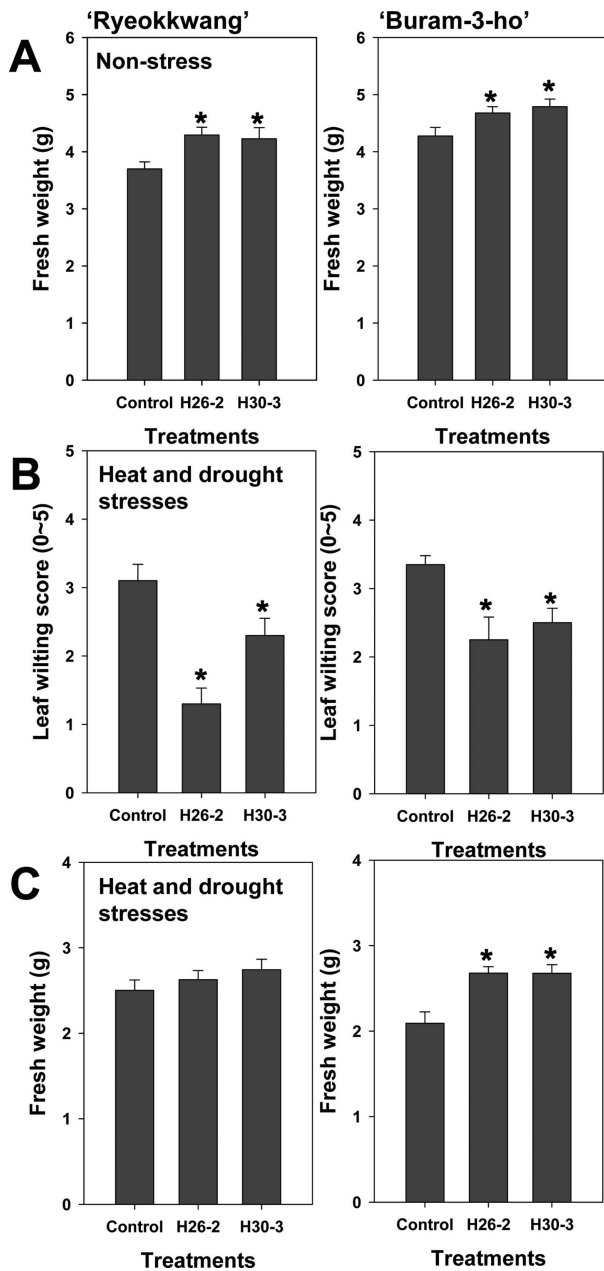 ‘Ryeokkwang’
‘Buram-3-ho’
A
Non-stress
Fresh weight (g)
6
5
4
3
2
1
0
*
*
Control H26-2 H30-3
Treatments
Fresh weight (g)
6
5
4
3
2
1
0
*
*
Control H26-2 H30-3
Treatments
B
Heat and drought
stresses
Leaf wilting score (0~5)
5
4
3
2
1
0
*
*
Control H26-2 H30-3
Treatments
Leaf wilting score (0~5)
5
4
3
2
1
0
*
*
Control H26-2 H30-3
Treatments
C
Heat and drought
stresses
Fresh weight (g)
4
3
2
1
0
Control H26-2 H30-3
Treatments
Fresh weight (g)
4
3
2
1
0
*
*
Control H26-2 H30-3
Treatments